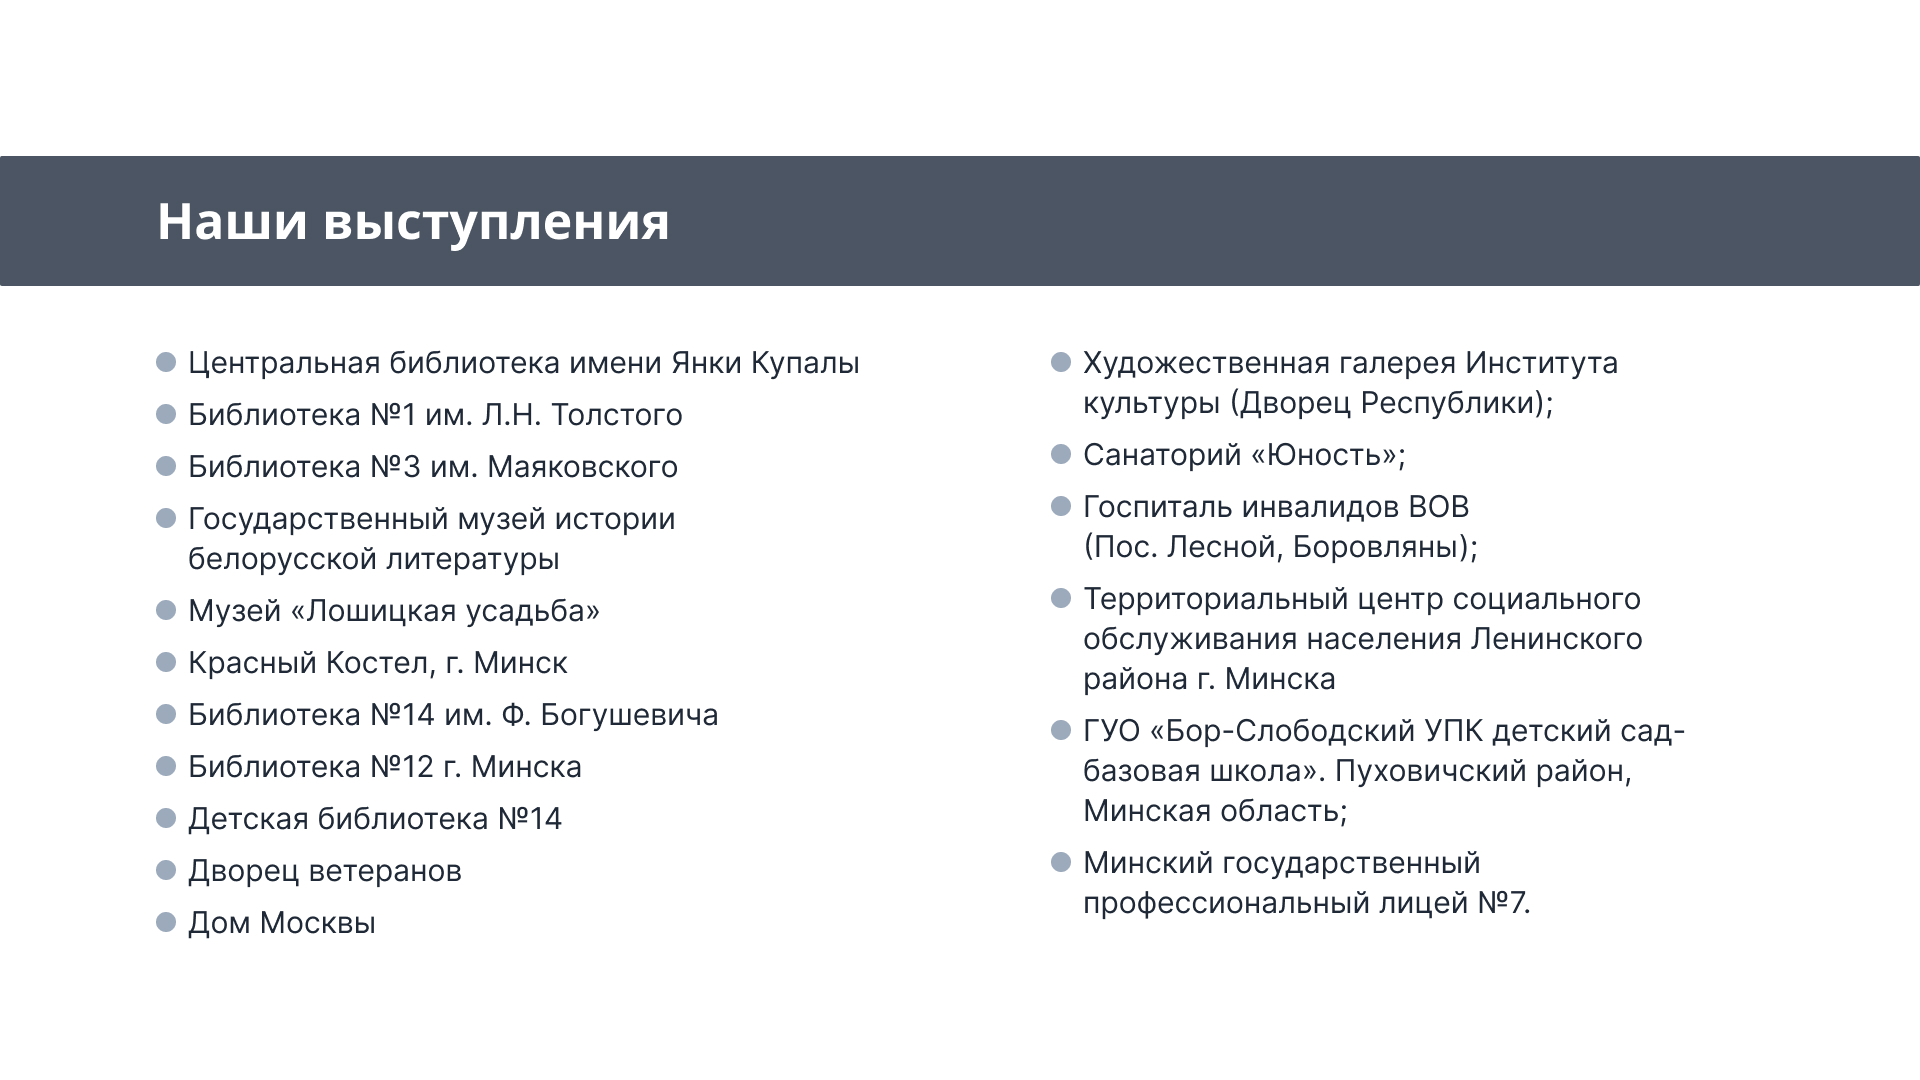 Наши выступления
Центральная библиотека имени Янки Купалы
Библиотека №1 им. Л.Н. Толстого
Библиотека №3 им. Маяковского
Государственный музей истории
белорусской литературы
Музей «Лошицкая усадьба»
Красный Костел, г. Минск
Библиотека №14 им. Ф. Богушевича
Библиотека №12 г. Минска
Детская библиотека №14
Дворец ветеранов
Дом Москвы
Художественная галерея Института
культуры (Дворец Республики);
Санаторий «Юность»;
Госпиталь инвалидов ВОВ
(Пос. Лесной, Боровляны);
Территориальный центр социального
обслуживания населения Ленинского
района г. Минска
ГУО «Бор-Слободский УПК детский сад-
базовая школа». Пуховичский район,
Минская область;
Минский государственный
профессиональный лицей №7.